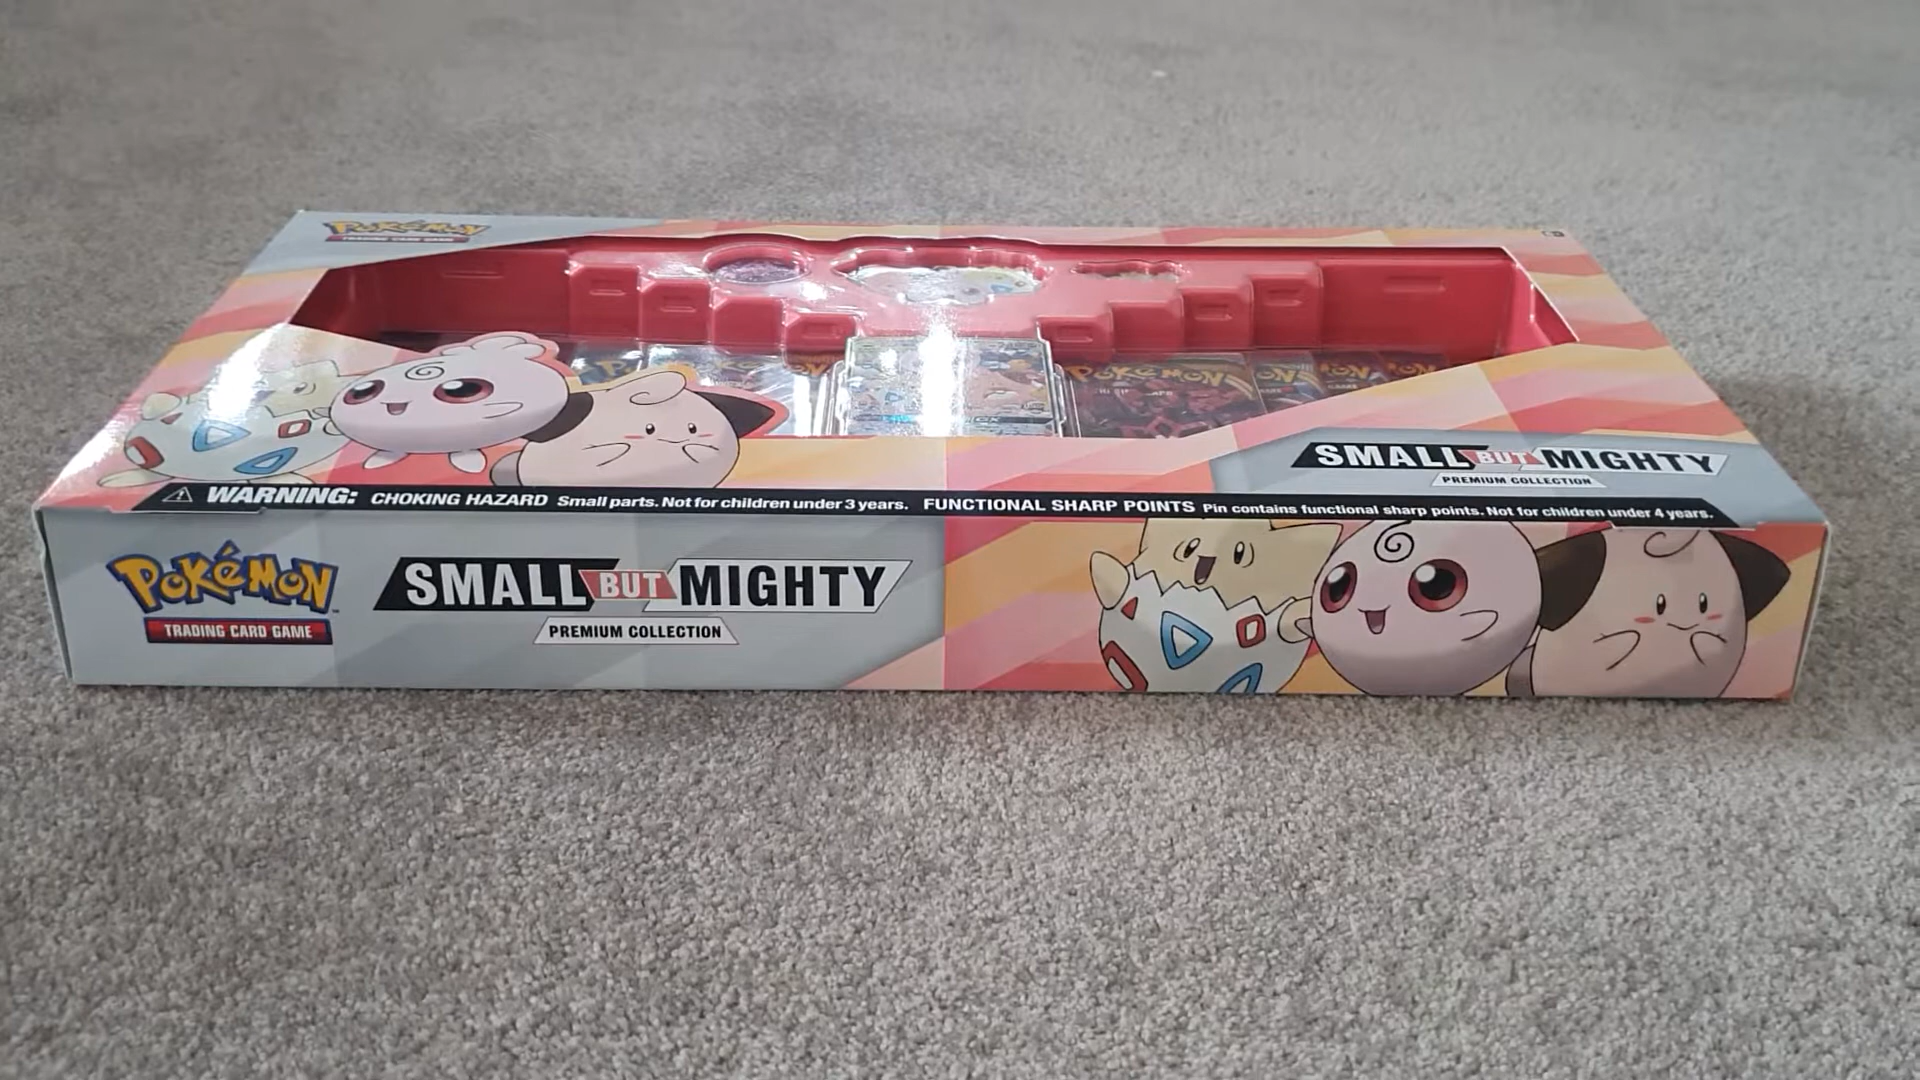 Pokémon
TRADING CARD GAME
POKÉMON
SMALL BUT MIGHTY
PREMIUM COLLECTION
WARNING: CHOKING HAZARD Small parts. Not for children under 3 years. FUNCTIONAL SHARP POINTS Pin contains functional sharp points. Not for children under 4 years.
Pokémon
TRADING CARD GAME
SMALL BUT MIGHTY
PREMIUM COLLECTION